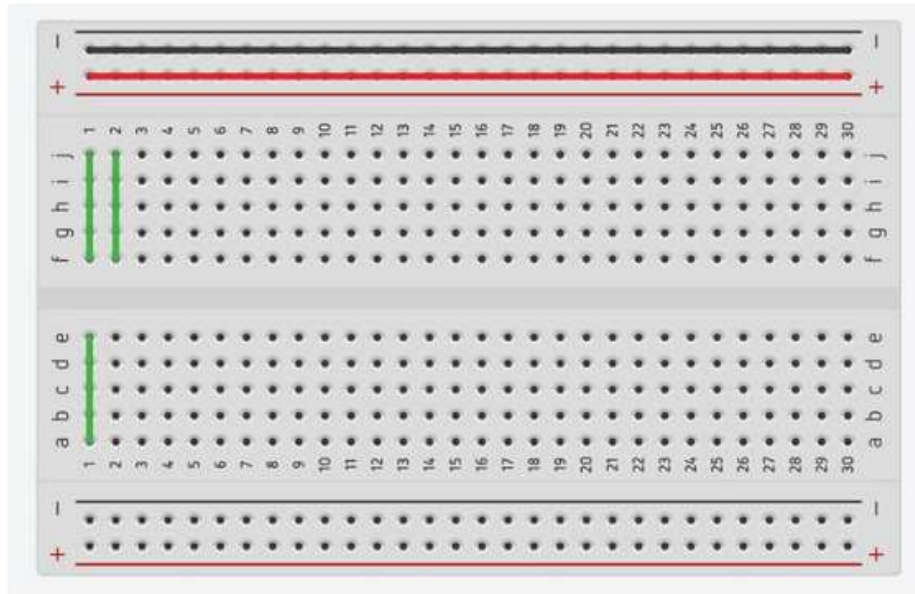 - -
+ +
1 2 3 4 5 6 7 8 9 10 11 12 13 14 15 16 17 18 19 20 21 22 23 24 25 26 27 28 29 30
j j
i i
h h
g g
f f
e e
d d
c c
b b
a a
1 2 3 4 5 6 7 8 9 10 11 12 13 14 15 16 17 18 19 20 21 22 23 24 25 26 27 28 29 30
- -
+ +